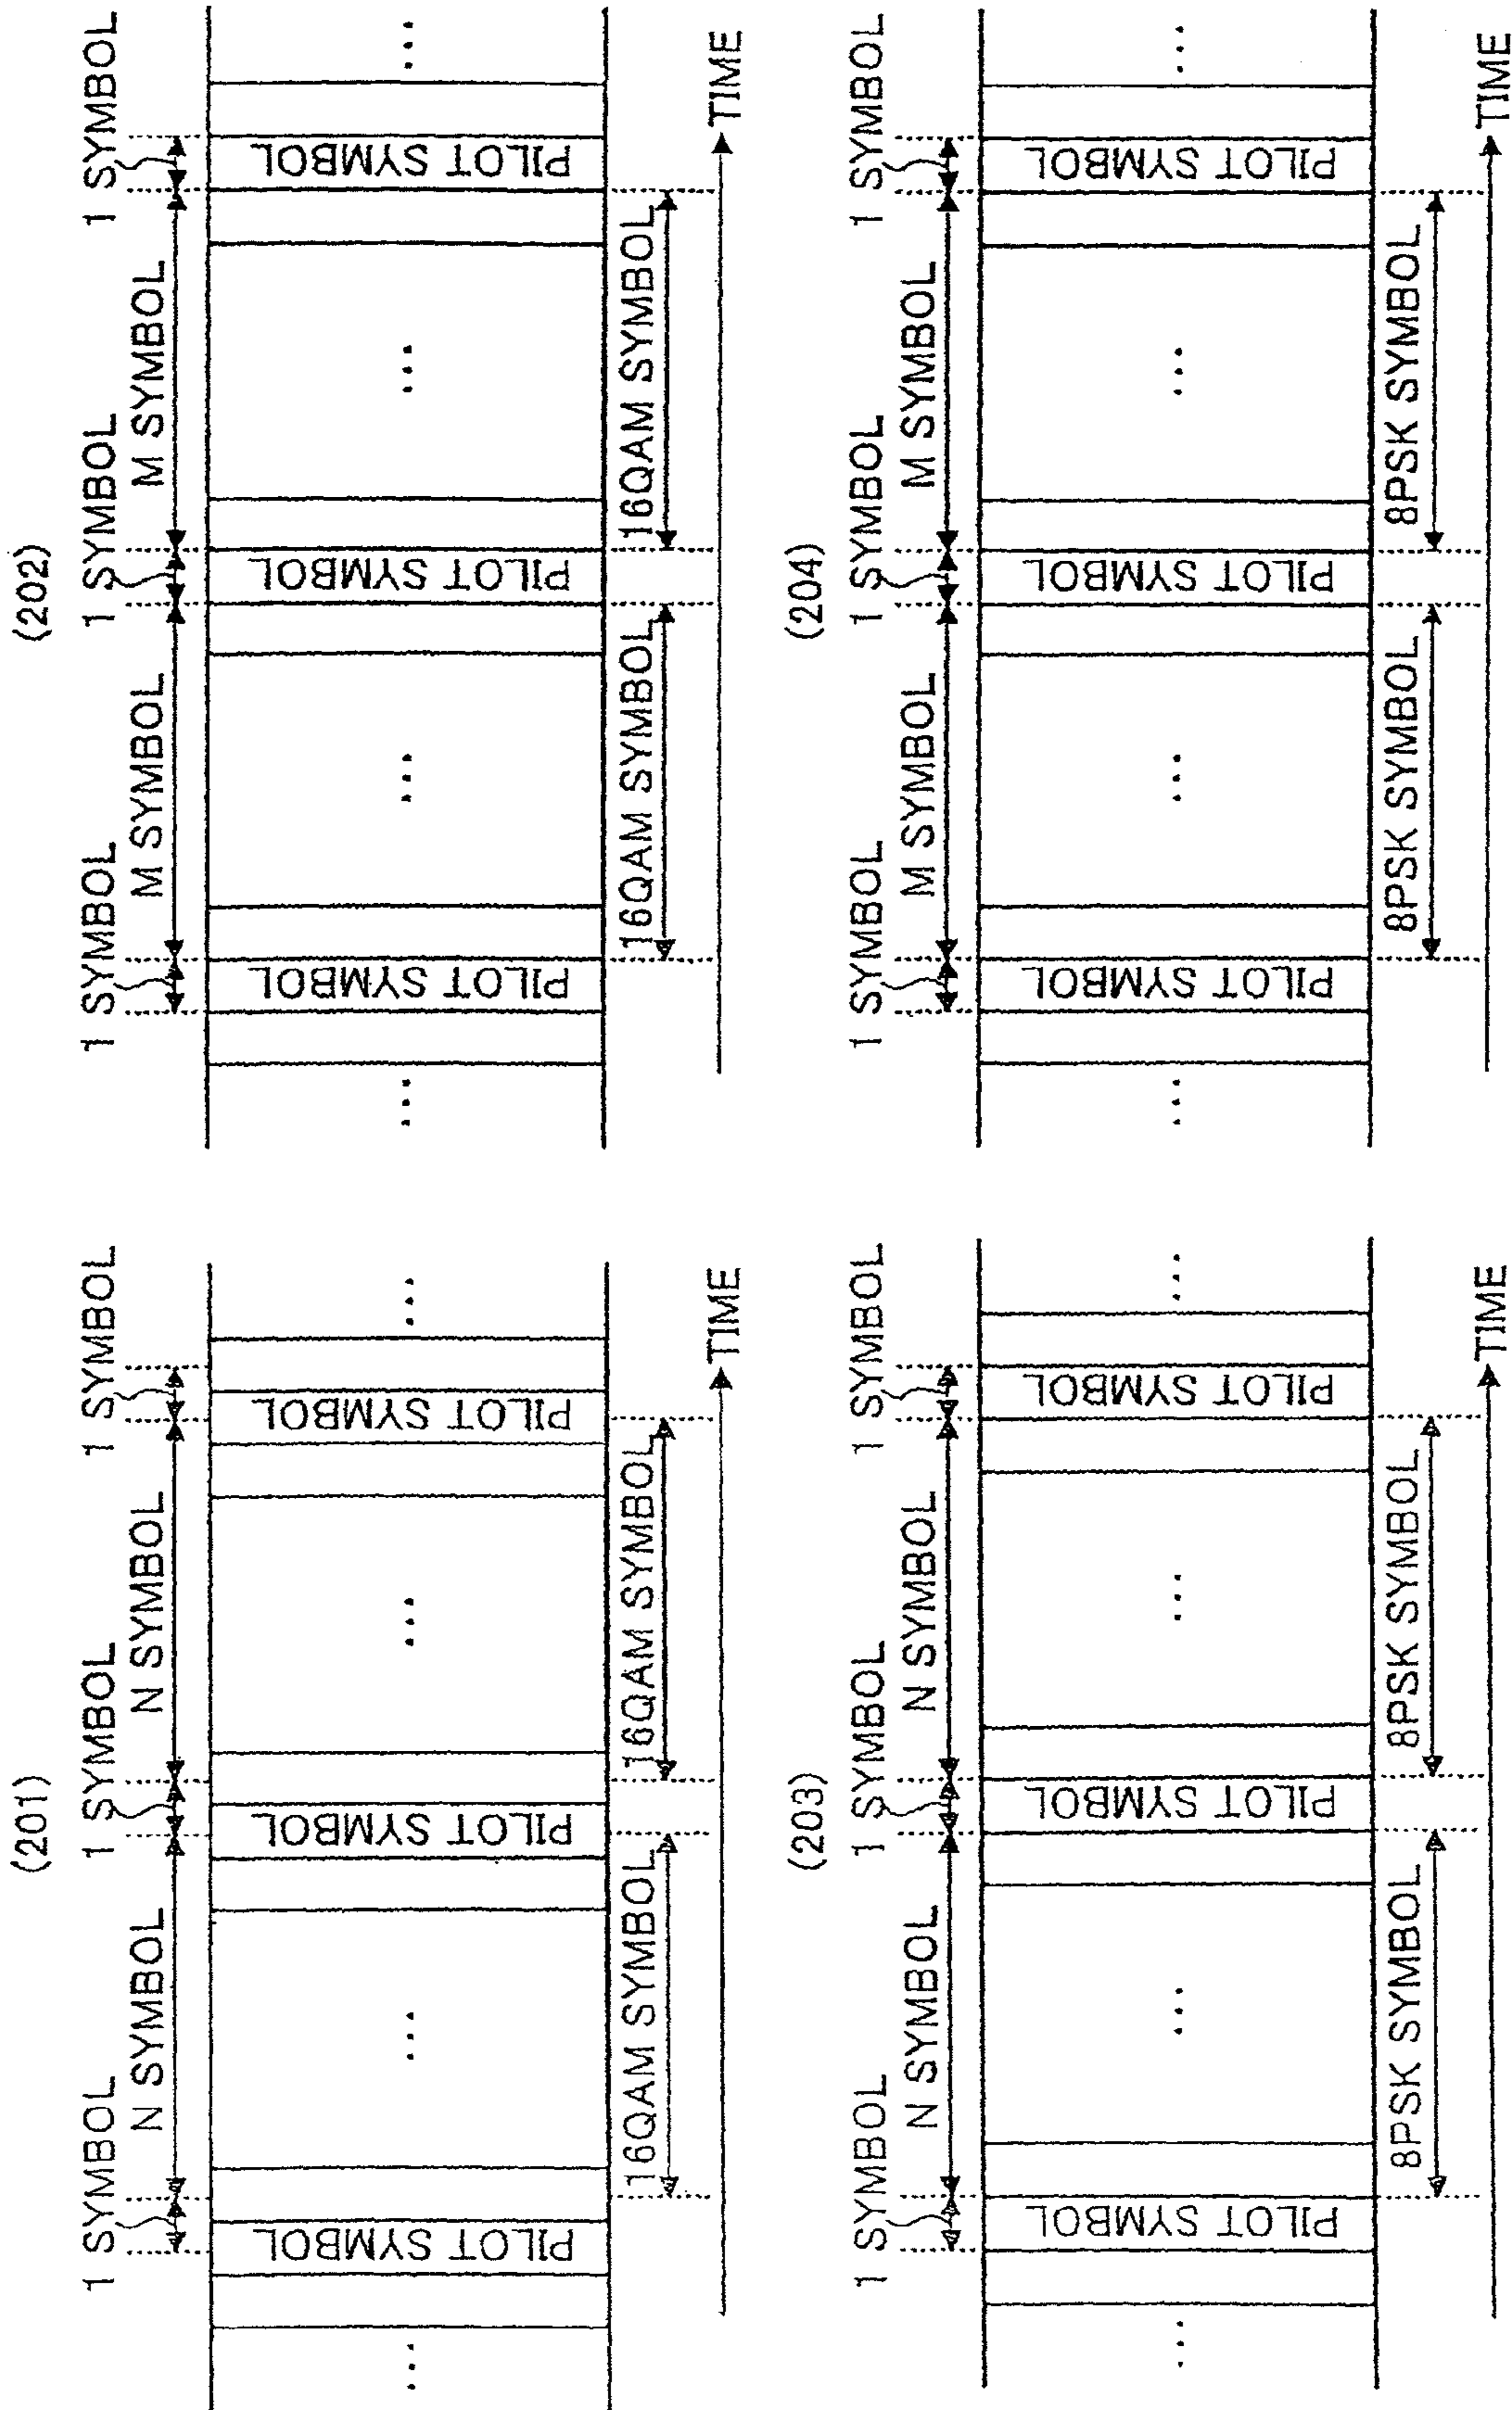 (201)
1 SYMBOL 1 SYMBOL 1 SYMBOL
N SYMBOL N SYMBOL
... PILOT SYMBOL ... PILOT SYMBOL ... PILOT SYMBOL ...
16QAM SYMBOL 16QAM SYMBOL
TIME
(202)
1 SYMBOL 1 SYMBOL 1 SYMBOL
M SYMBOL M SYMBOL
... PILOT SYMBOL ... PILOT SYMBOL ... PILOT SYMBOL ...
16QAM SYMBOL 16QAM SYMBOL
TIME
(203)
1 SYMBOL 1 SYMBOL 1 SYMBOL
N SYMBOL N SYMBOL
... PILOT SYMBOL ... PILOT SYMBOL ... PILOT SYMBOL ...
8PSK SYMBOL 8PSK SYMBOL
TIME
(204)
1 SYMBOL 1 SYMBOL 1 SYMBOL
M SYMBOL M SYMBOL
... PILOT SYMBOL ... PILOT SYMBOL ... PILOT SYMBOL ...
8PSK SYMBOL 8PSK SYMBOL
TIME